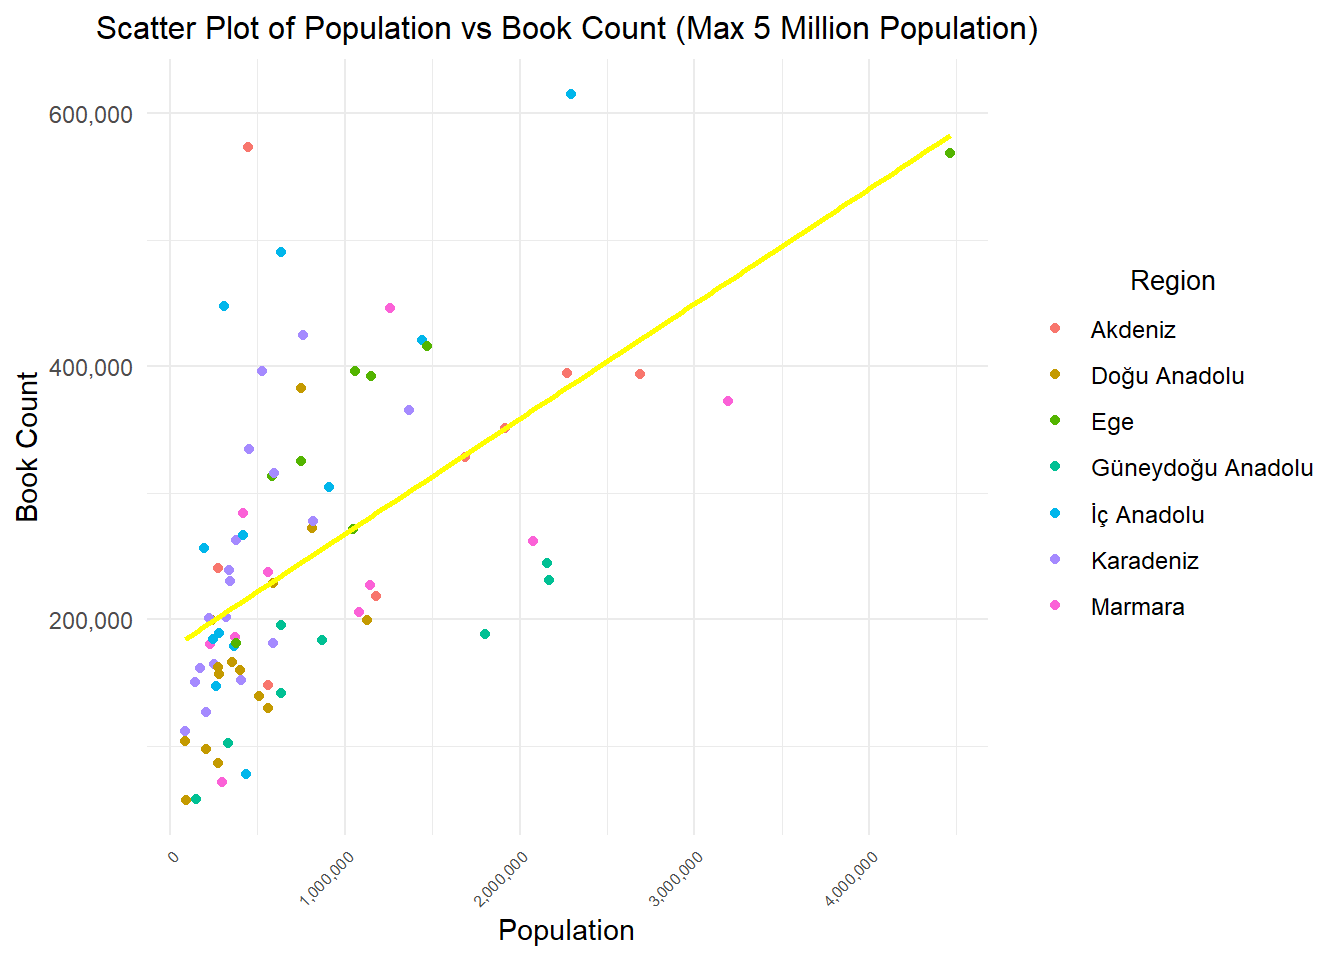 Scatter Plot of Population vs Book Count (Max 5 Million Population)
600,000
400,000
200,000
Book Count
0
1,000,000
2,000,000
3,000,000
4,000,000
Population
Region
Akdeniz
Doğu Anadolu
Ege
Güneydoğu Anadolu
İç Anadolu
Karadeniz
Marmara